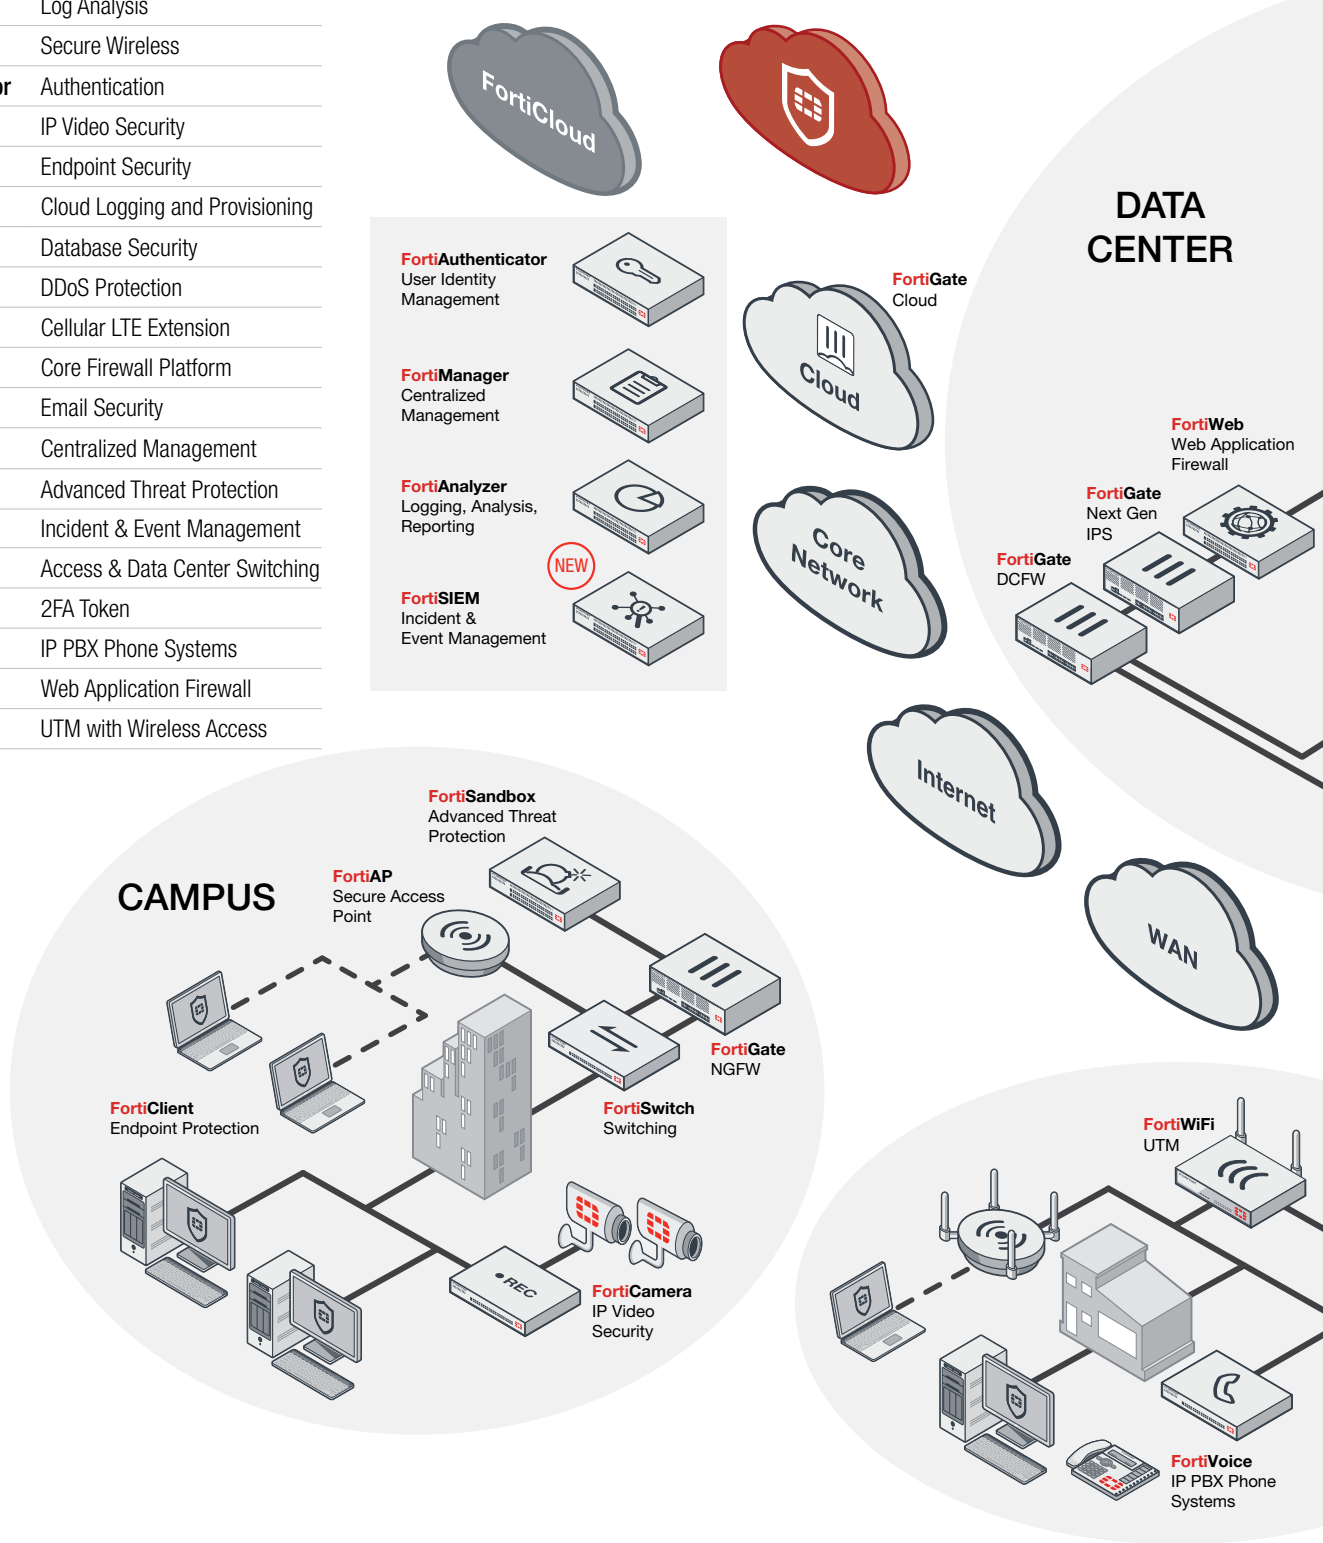 Log Analysis
Secure Wireless
or Authentication
IP Video Security
Endpoint Security
Cloud Logging and Provisioning
Database Security
DDoS Protection
Cellular LTE Extension
Core Firewall Platform
Email Security
Centralized Management
Advanced Threat Protection
Incident & Event Management
Access & Data Center Switching
2FA Token
IP PBX Phone Systems
Web Application Firewall
UTM with Wireless Access
FortiCloud
FortiAuthenticator
User Identity
Management
FortiManager
Centralized
Management
FortiAnalyzer
Logging, Analysis,
Reporting
NEW
FortiSIEM
Incident &
Event Management
FortiGate
Cloud
Cloud
Core
Network
Internet
WAN
DATA
CENTER
FortiWeb
Web Application
Firewall
FortiGate
Next Gen
IPS
FortiGate
DCFW
CAMPUS
FortiSandbox
Advanced Threat
Protection
FortiAP
Secure Access
Point
FortiGate
NGFW
FortiSwitch
Switching
FortiClient
Endpoint Protection
REC
FortiCamera
IP Video
Security
FortiWiFi
UTM
FortiVoice
IP PBX Phone
Systems